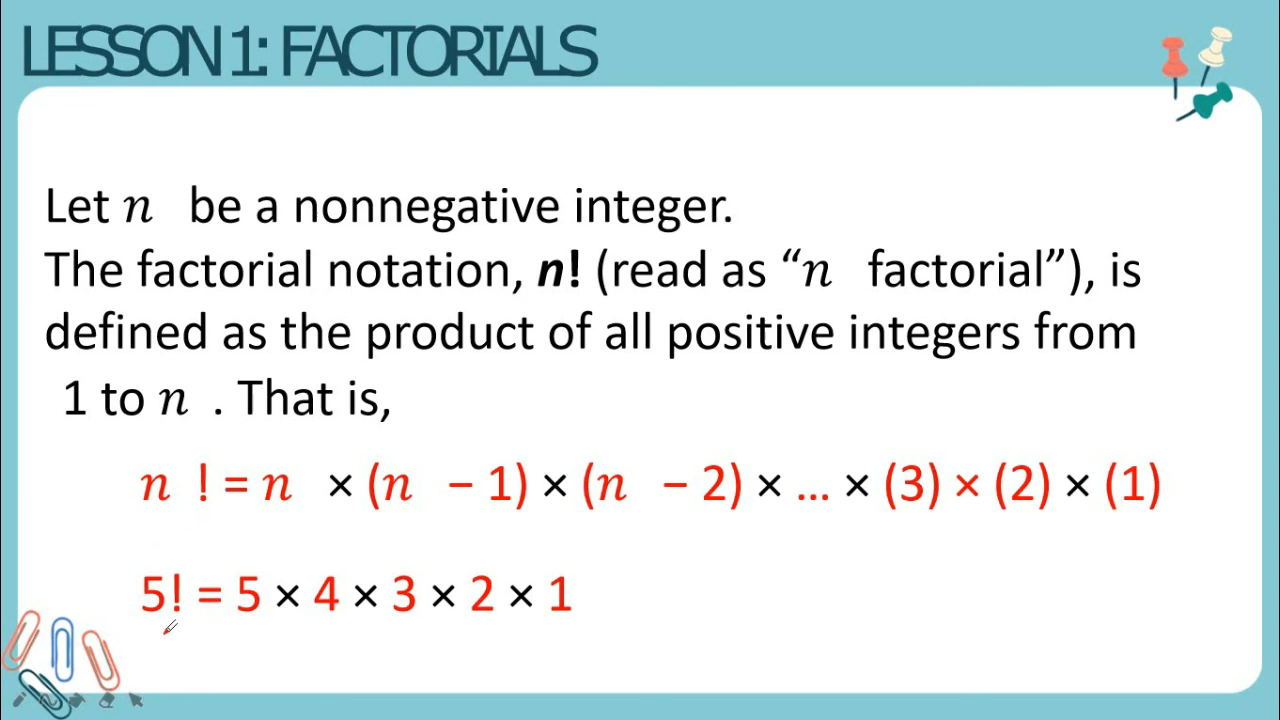 LESSON 1: FACTORIALS
Let 𝑛 be a nonnegative integer.
The factorial notation, n! (read as “𝑛 factorial”), is
defined as the product of all positive integers from
1 to 𝑛 . That is,
𝑛 ! = 𝑛 × (𝑛 − 1) × (𝑛 − 2) × … × (3) × (2) × (1)
5! = 5 × 4 × 3 × 2 × 1